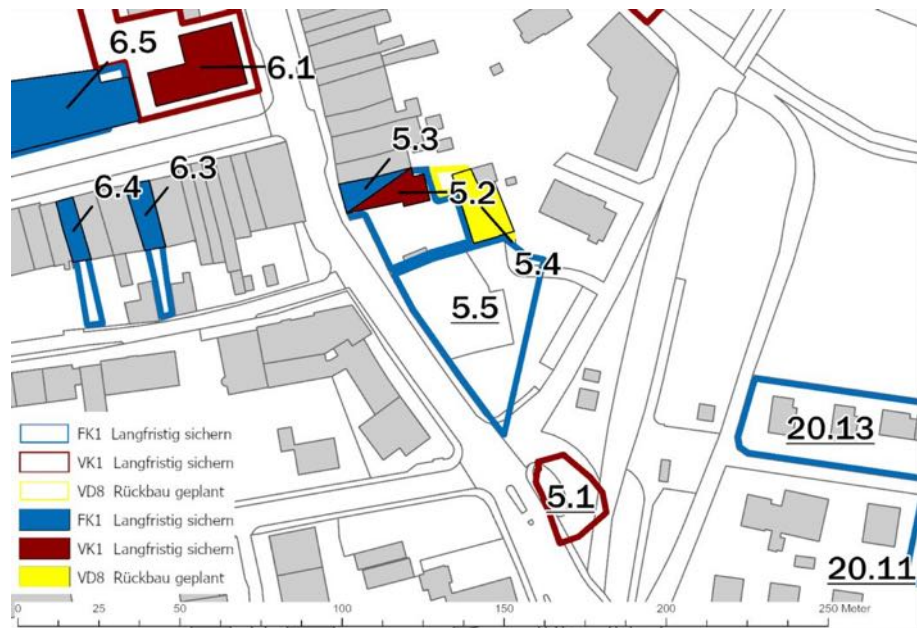 6.5
6.1
5.3
6.4
6.3
5.2
5.4
5.5
20.13
5.1
20.11
FK1 Langfristig sichern
VK1 Langfristig sichern
VD8 Rückbau geplant
FK1 Langfristig sichern
VK1 Langfristig sichern
VD8 Rückbau geplant
0 25 50 100 150 200 250 Meter